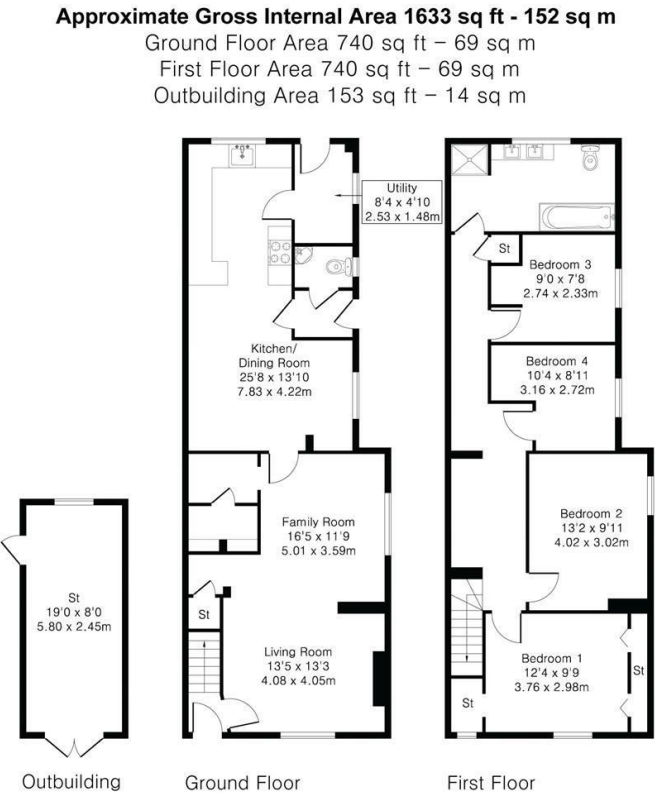 Approximate Gross Internal Area 1633 sq ft - 152 sq m
Ground Floor Area 740 sq ft – 69 sq m
First Floor Area 740 sq ft – 69 sq m
Outbuilding Area 153 sq ft – 14 sq m
Utility
8'4 x 4'10
2.53 x 1.48m
Kitchen/
Dining Room
25'8 x 13'10
7.83 x 4.22m
Family Room
16'5 x 11'9
5.01 x 3.59m
St
Living Room
13'5 x 13'3
4.08 x 4.05m
St
19'0 x 8'0
5.80 x 2.45m
St
Bedroom 3
9'0 x 7'8
2.74 x 2.33m
Bedroom 4
10'4 x 8'11
3.16 x 2.72m
Bedroom 2
13'2 x 9'11
4.02 x 3.02m
Bedroom 1
12'4 x 9'9
3.76 x 2.98m
St
St
Outbuilding
Ground Floor
First Floor